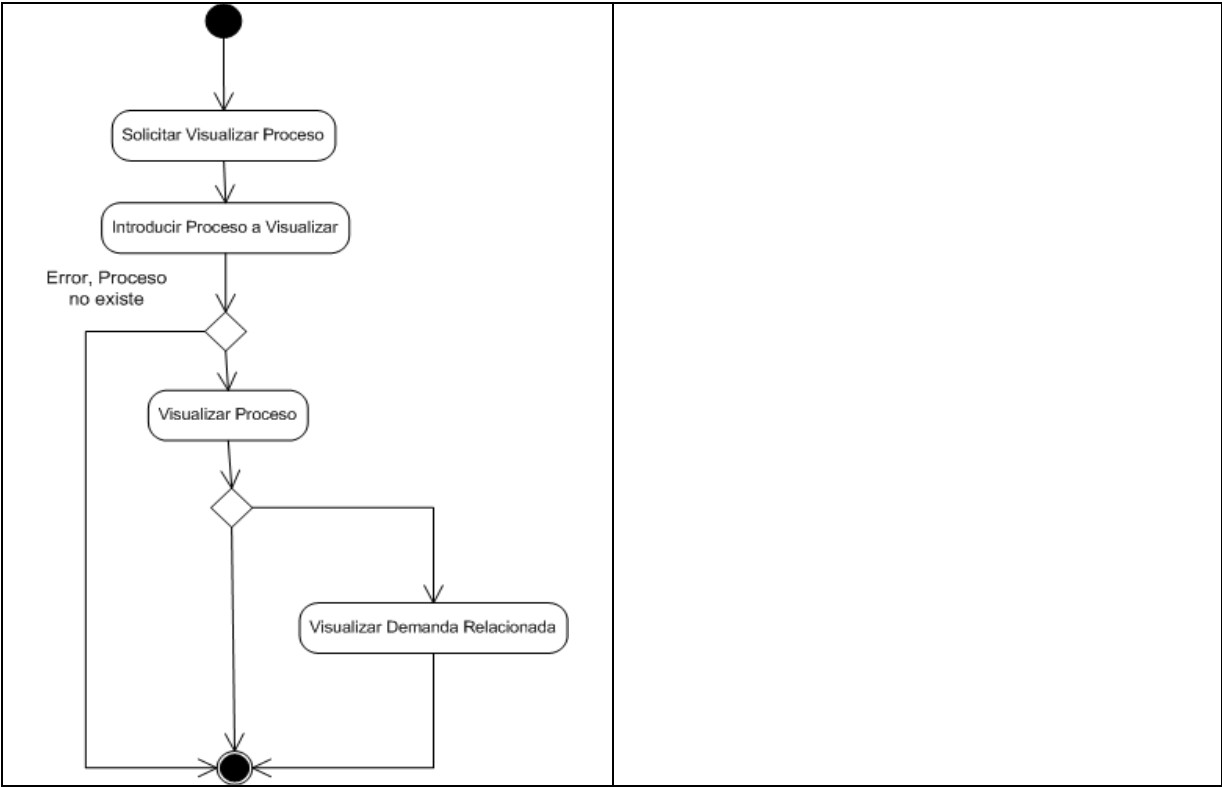 Solicitar Visualizar Proceso
Introducir Proceso a Visualizar
Error, Proceso
no existe
Visualizar Proceso
Visualizar Demanda Relacionada